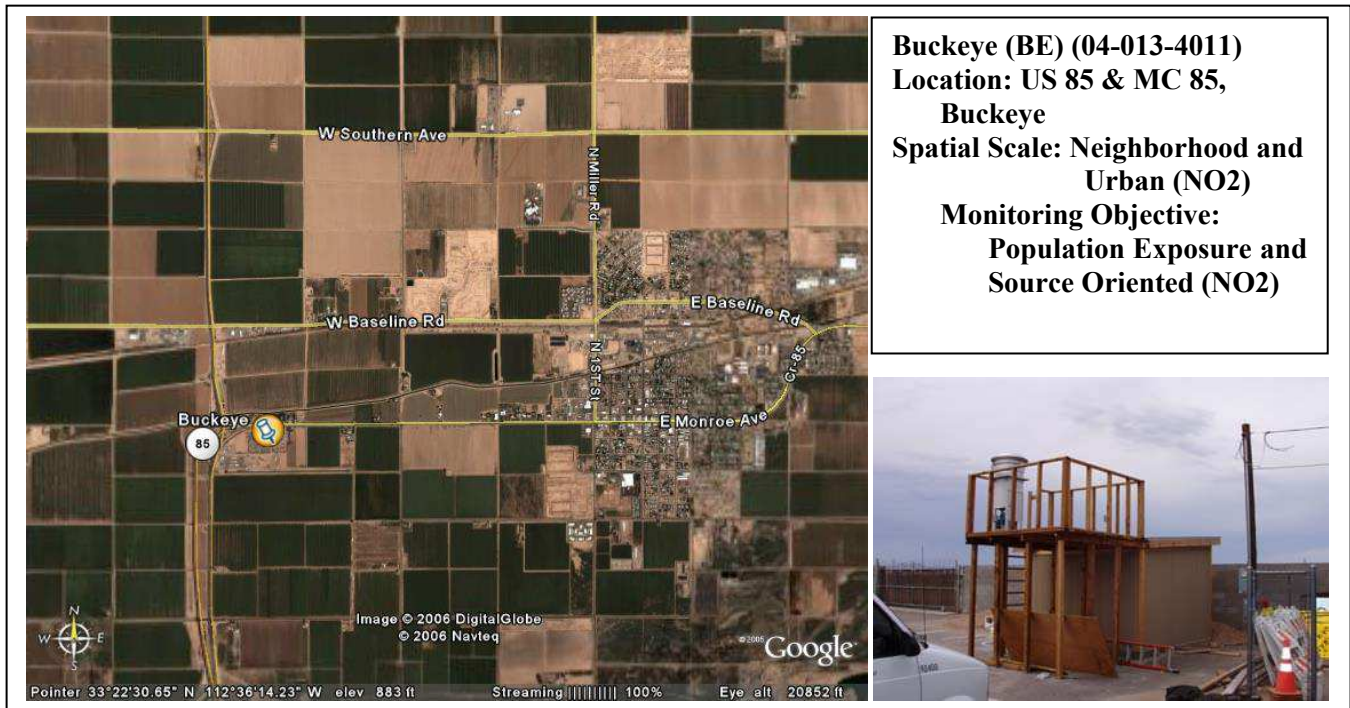 W Southern Ave
N Miller Rd
E Baseline Rd
W Baseline Rd
N 1ST St
Cr-85
Buckeye
E Monroe Ave
85
N
W E
S
Image © 2006 DigitalGlobe
© 2006 Navteq
©2005 Google™
Pointer 33°22'30.65" N 112°36'14.23" W elev 883 ft Streaming |||||||||| 100% Eye alt 20852 ft
Buckeye (BE) (04-013-4011)
Location: US 85 & MC 85,
Buckeye
Spatial Scale: Neighborhood and
Urban (NO2)
Monitoring Objective:
Population Exposure and
Source Oriented (NO2)